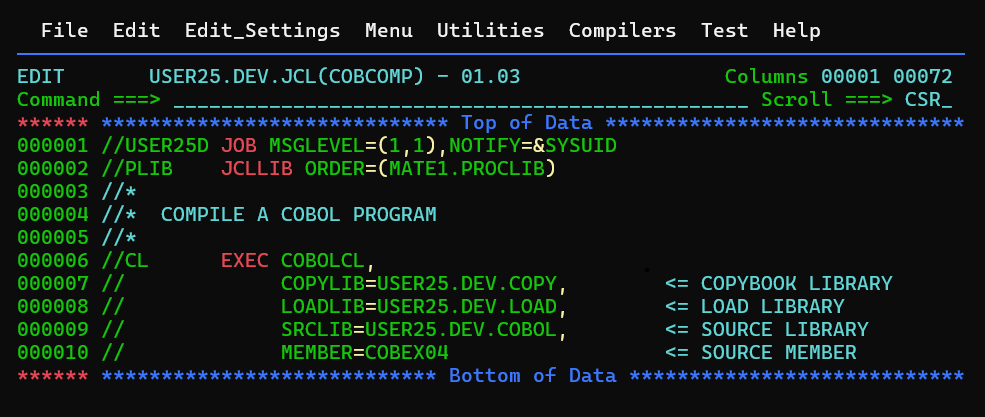 File  Edit  Edit_Settings  Menu  Utilities  Compilers  Test  Help
EDIT       USER25.DEV.JCL(COBCOMP) - 01.03                 Columns 00001 00072
Command ===> ________________________________________________ Scroll ===> CSR_
****** ***************************** Top of Data ******************************
000001 //USER25D JOB MSGLEVEL=(1,1),NOTIFY=&SYSUID
000002 //PLIB    JCLLIB ORDER=(MATE1.PROCLIB)
000003 //*
000004 //*  COMPILE A COBOL PROGRAM
000005 //*
000006 //CL      EXEC COBOLCL,
000007 //             COPYLIB=USER25.DEV.COPY,        <= COPYBOOK LIBRARY
000008 //             LOADLIB=USER25.DEV.LOAD,        <= LOAD LIBRARY
000009 //             SRCLIB=USER25.DEV.COBOL,        <= SOURCE LIBRARY
000010 //             MEMBER=COBEX04                  <= SOURCE MEMBER
****** **************************** Bottom of Data ****************************